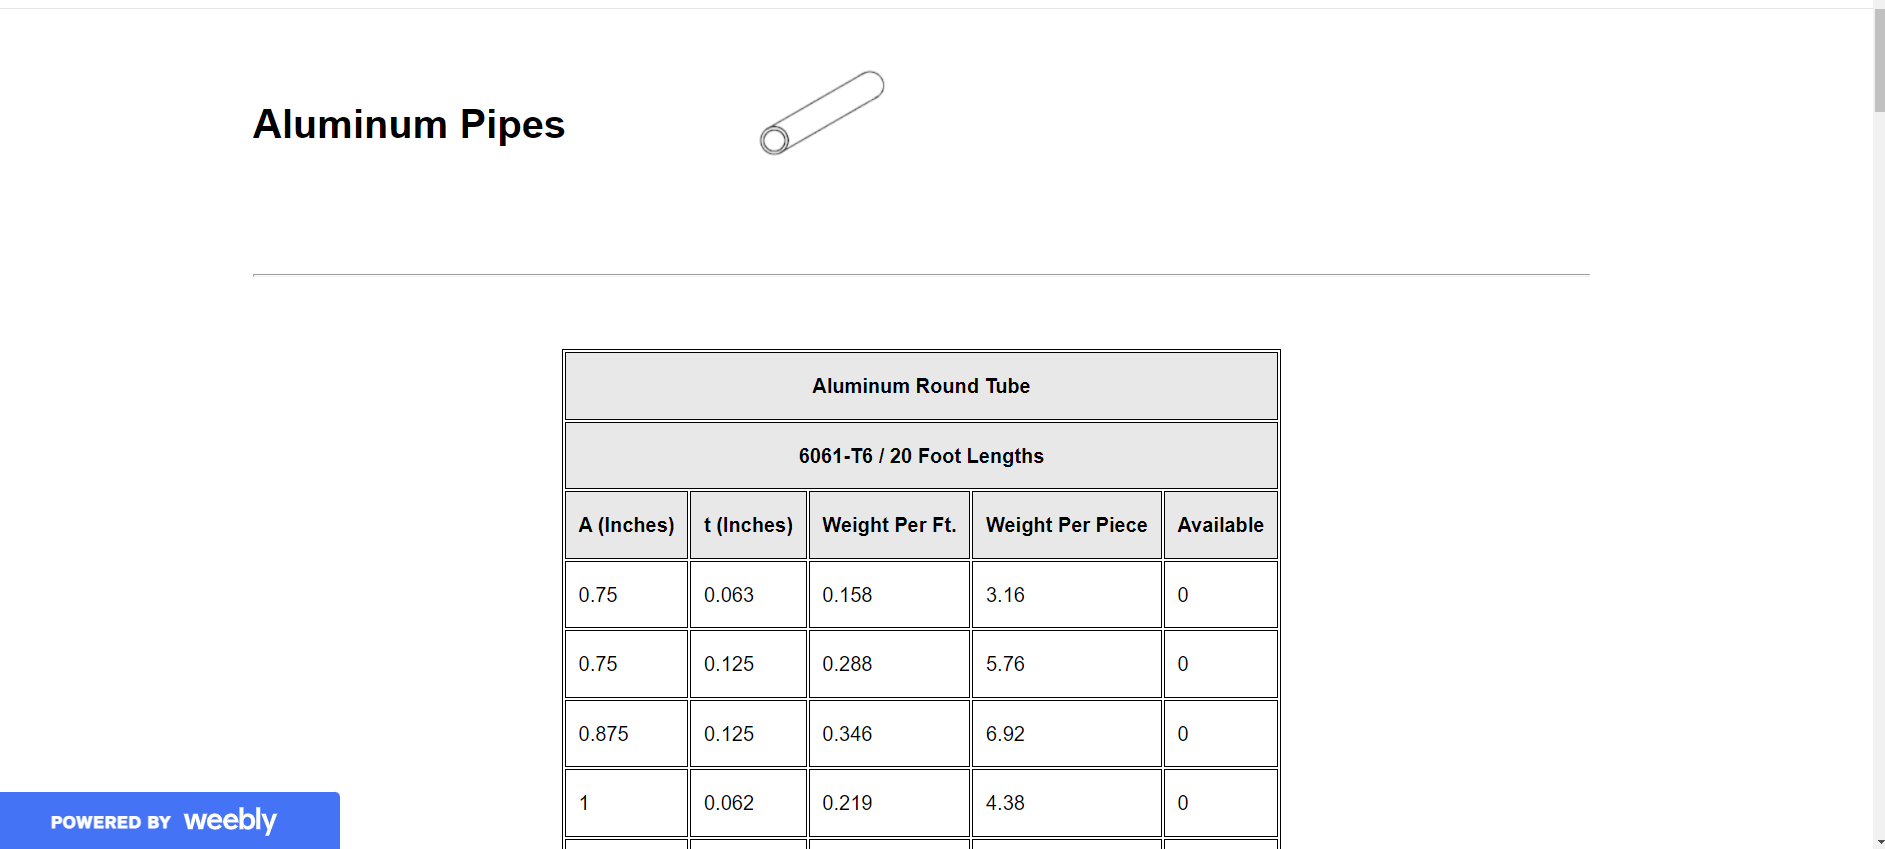 Aluminum Pipes
Aluminum Round Tube
6061-T6 / 20 Foot Lengths
A (Inches) t (Inches) Weight Per Ft. Weight Per Piece Available
0.75 0.063 0.158 3.16 0
0.75 0.125 0.288 5.76 0
0.875 0.125 0.346 6.92 0
1 0.062 0.219 4.38 0
POWERED BY weebly